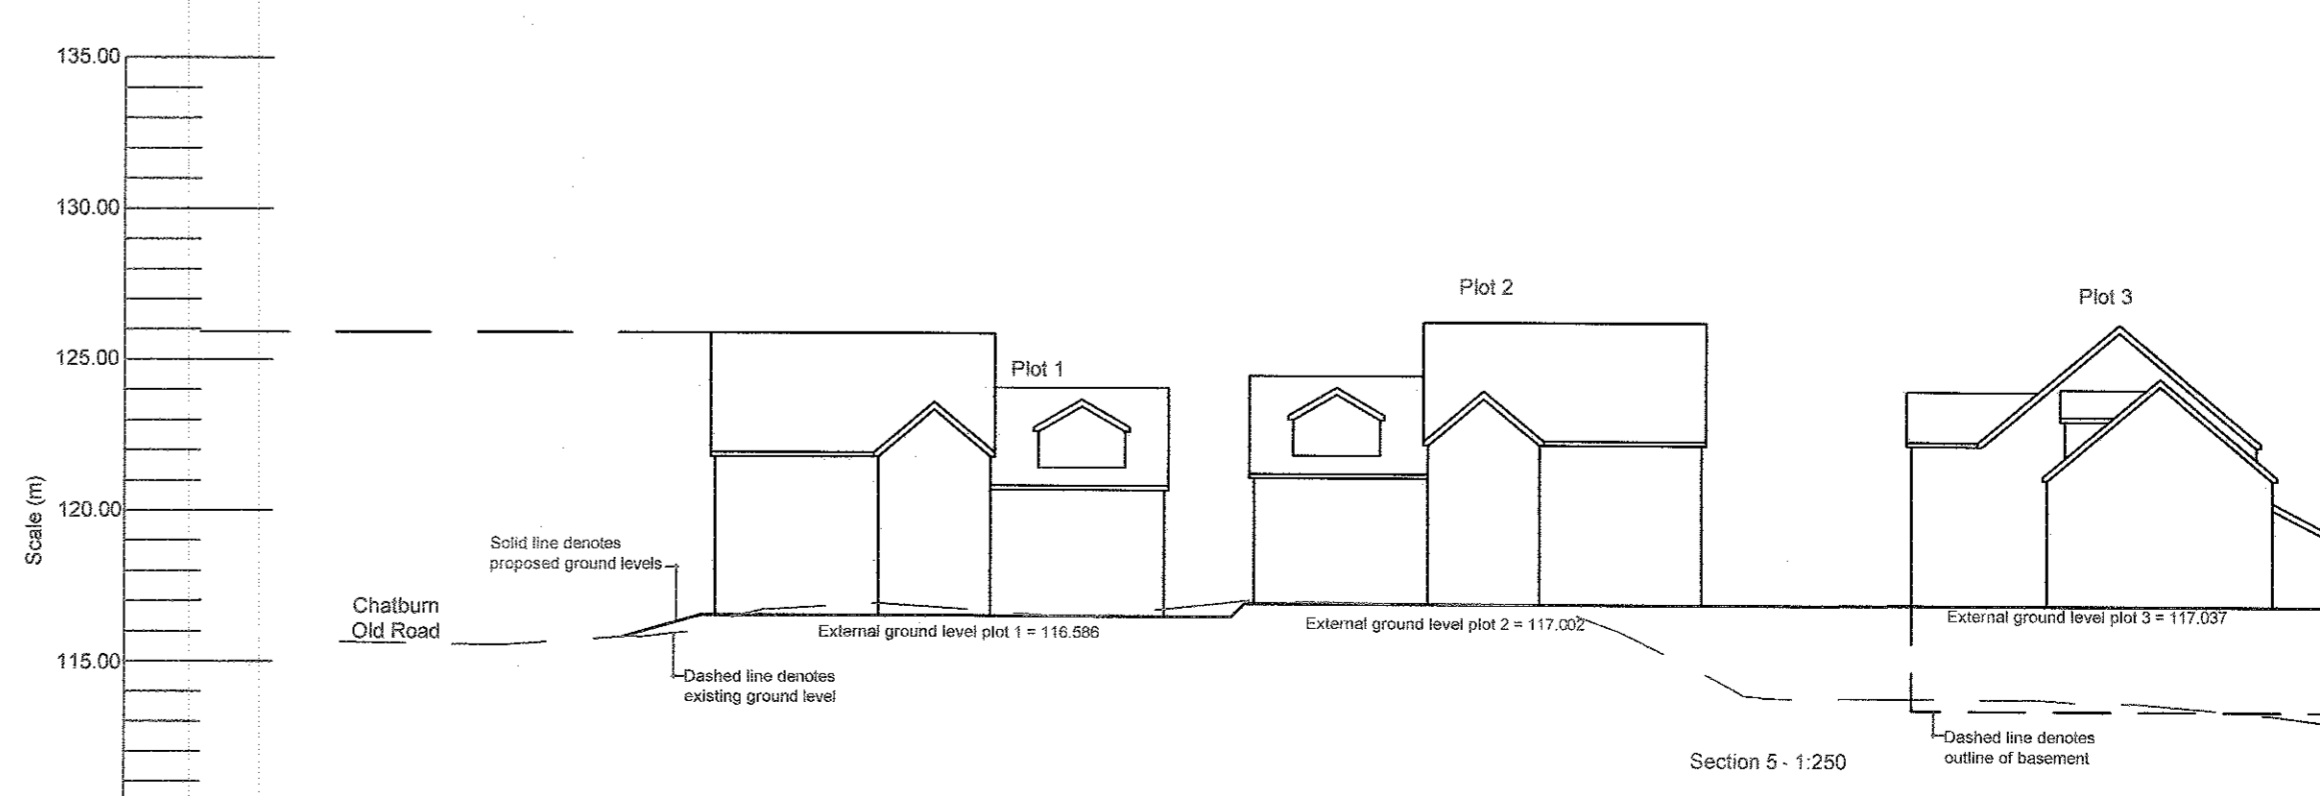 135.00
130.00
125.00
120.00
115.00
Scale (m)
Plot 1
Plot 2
Plot 3
Solid line denotes
proposed ground levels
Chatburn
Old Road
External ground level plot 1 = 116.586
External ground level plot 2 = 117.002
External ground level plot 3 = 117.037
Dashed line denotes
existing ground level
Dashed line denotes
outline of basement
Section 5 - 1:250